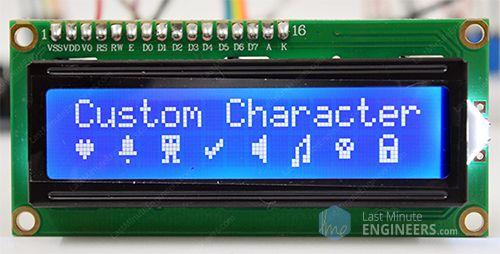 1 16
VSS VDD VO RS RW E D0 D1 D2 D3 D4 D5 D6 D7 A K
Custom Character
Last Minute
ENGINEERS.com